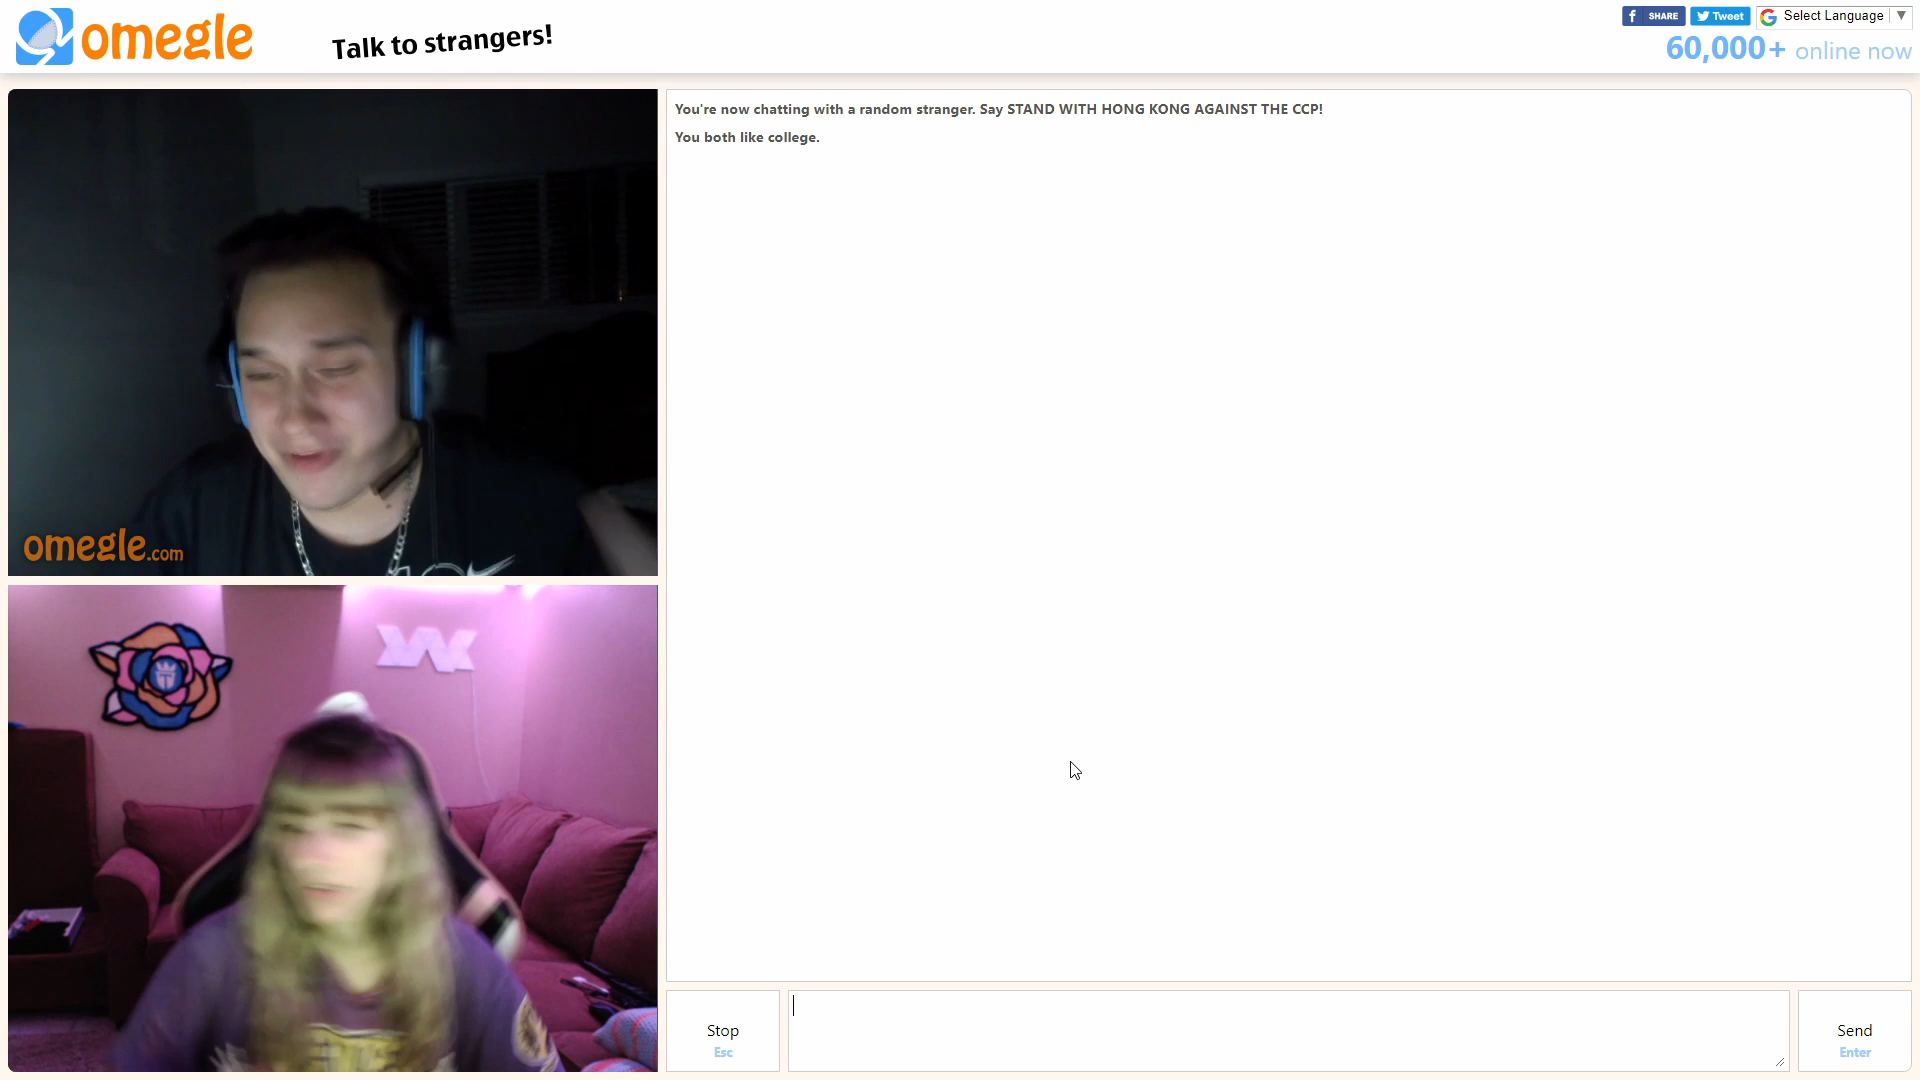 omegle
Talk to strangers!
SHARE
Tweet
Select Language
60,000+ online now
You're now chatting with a random stranger. Say STAND WITH HONG KONG AGAINST THE CCP!
You both like college.
omegle.com
T
Stop
Esc
Send
Enter